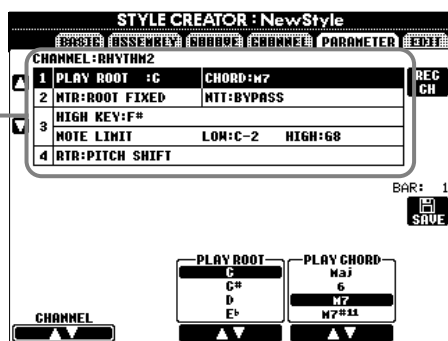 STYLE CREATOR : NewStyle
BASIC ASSEMBLY GROOVE CHANNEL PARAMETER EDIT
CHANNEL:RHYTHM2
1 PLAY ROOT :C CHORD:M7
2 NTR:ROOT FIXED NTT:BYPASS
3 HIGH KEY:F#
NOTE LIMIT LOW:C-2 HIGH:G8
4 RTR:PITCH SHIFT
REC
CH
BAR: 1
SAVE
PLAY ROOT PLAY CHORD
C Maj
C# 6
D M7
E♭ M7#11
CHANNEL